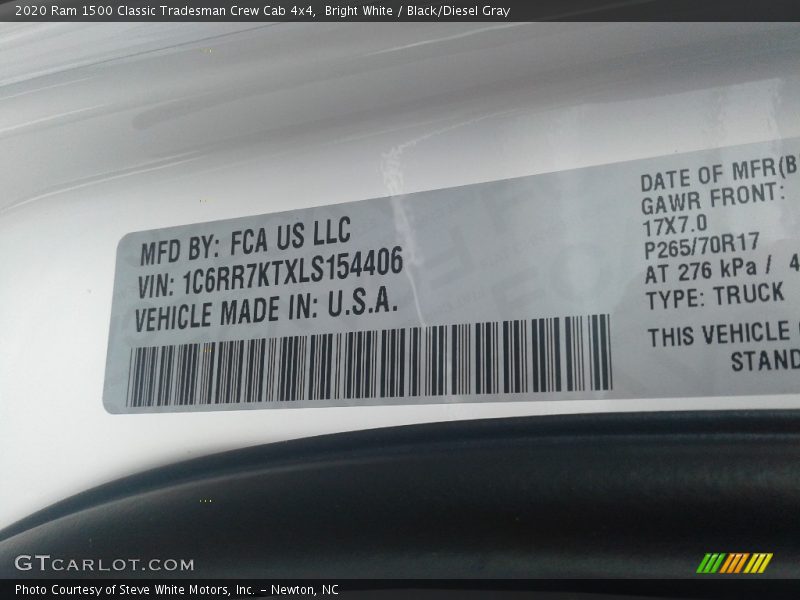 2020 Ram 1500 Classic Tradesman Crew Cab 4x4,  Bright White / Black/Diesel Gray
MFD BY: FCA US LLC
VIN: 1C6RR7KTXLS154406
VEHICLE MADE IN: U.S.A.
DATE OF MFR(B
GAWR FRONT:
17X7.0
P265/70R17
AT 276 kPa / 4
TYPE: TRUCK
THIS VEHICLE
STAND
GTCARLOT.COM
Photo Courtesy of Steve White Motors, Inc. – Newton, NC